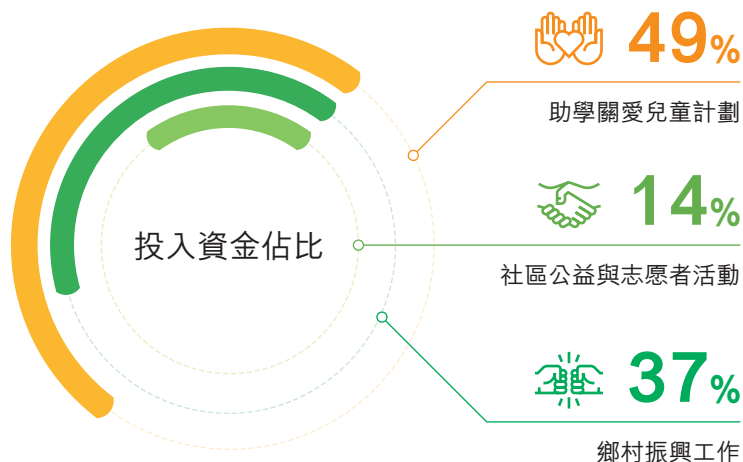 49%
助學關愛兒童計劃
投入資金佔比
14%
社區公益與志愿者活動
37%
鄉村振興工作